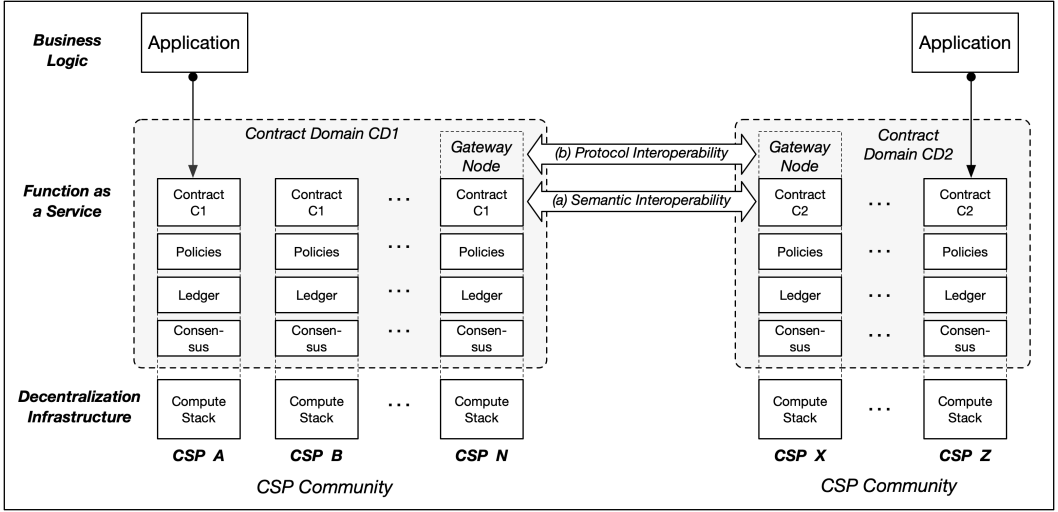 Business
Logic
Application
Application
Contract Domain CD1
Contract
Domain CD2
Gateway
Node
(b) Protocol Interoperability
Gateway
Node
Function as
a Service
Contract
C1
Contract
C1
...
Contract
C1
(a) Semantic Interoperability
Contract
C2
...
Contract
C2
Policies
Policies
...
Policies
Policies
...
Policies
Ledger
Ledger
...
Ledger
Ledger
...
Ledger
Consen-
sus
Consen-
sus
...
Consen-
sus
Consen-
sus
...
Consen-
sus
Decentralization
Infrastructure
Compute
Stack
Compute
Stack
...
Compute
Stack
Compute
Stack
...
Compute
Stack
CSP A
CSP B
CSP N
CSP X
CSP Z
CSP Community
CSP Community